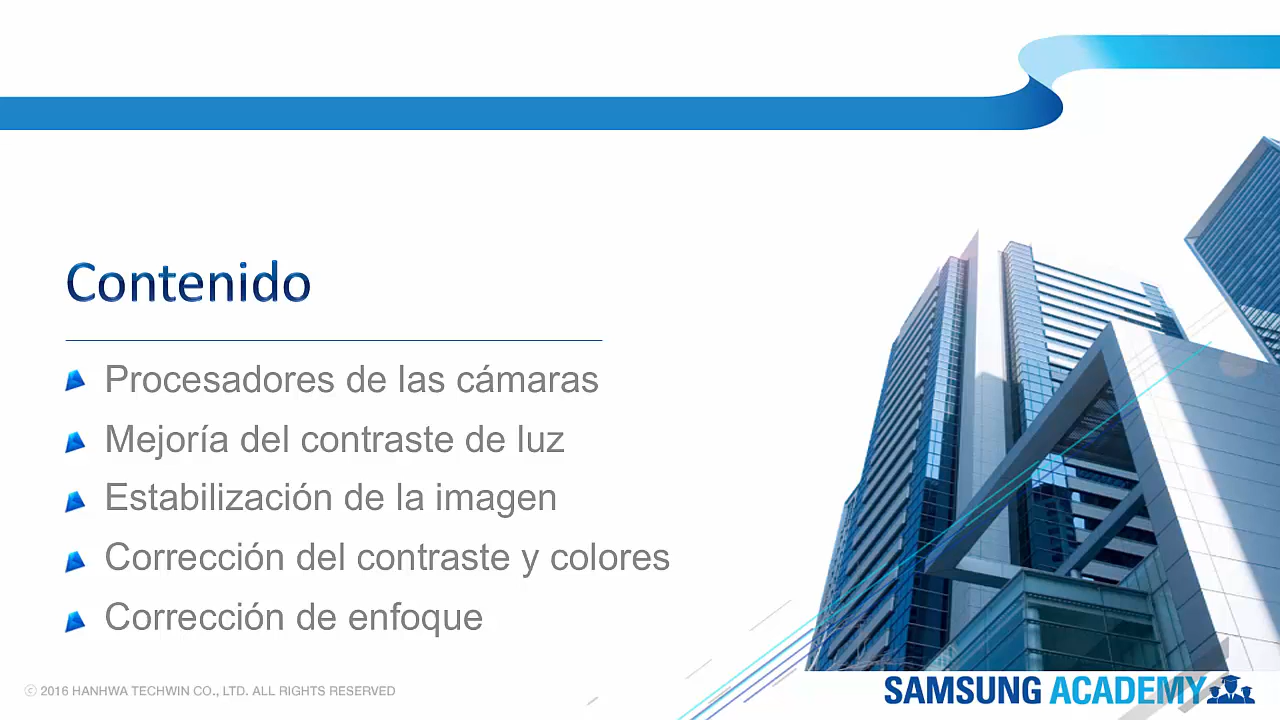 Contenido
Procesadores de las cámaras
Mejoría del contraste de luz
Estabilización de la imagen
Corrección del contraste y colores
Corrección de enfoque
ⓒ 2016 HANHWA TECHWIN CO., LTD. ALL RIGHTS RESERVED
SAMSUNG ACADEMY